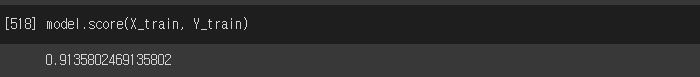 [518] model.score(X_train, Y_train)
0.9135802469135802